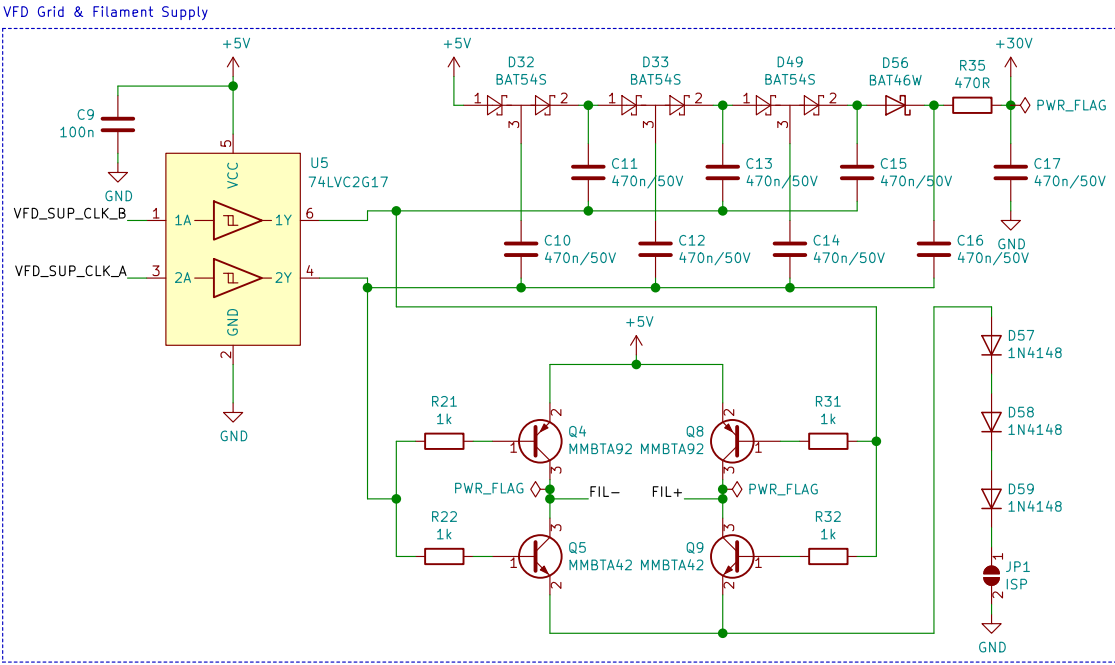 VFD Grid & Filament Supply
+5V
+5V
D32
BAT54S
D33
BAT54S
D49
BAT54S
D56
BAT46W
R35
470R
+30V
PWR_FLAG
1
2
3
1
2
3
1
2
3
C9
100n
GND
5
VCC
U5
74LVC2G17
C11
470n/50V
C13
470n/50V
C15
470n/50V
C17
470n/50V
GND
VFD_SUP_CLK_B
1
1A
1Y
6
VFD_SUP_CLK_A
3
2A
2Y
4
C10
470n/50V
C12
470n/50V
C14
470n/50V
C16
470n/50V
GND
2
GND
+5V
D57
1N4148
D58
1N4148
D59
1N4148
R21
1k
1
2
3
Q4
MMBTA92
Q8
MMBTA92
2
3
1
R31
1k
PWR_FLAG
FIL-
FIL+
PWR_FLAG
R22
1k
1
3
2
Q5
MMBTA42
Q9
MMBTA42
3
2
1
R32
1k
1
JP1
ISP
2
GND